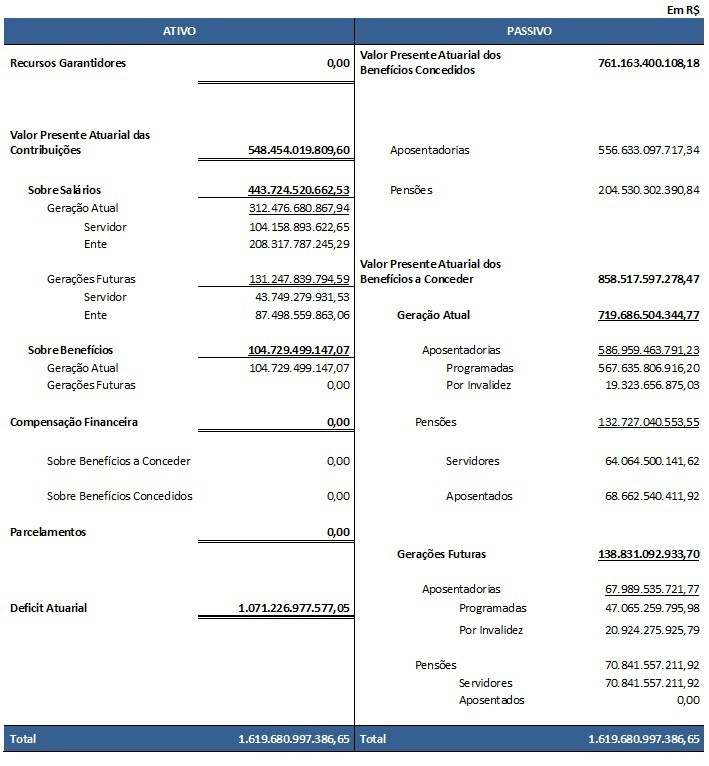 Em R$
ATIVO
Recursos Garantidores 0,00
Valor Presente Atuarial das
Contribuições 548.454.019.809,60
Sobre Salários 443.724.520.662,53
Geração Atual 312.476.680.867,94
Servidor 104.158.893.622,65
Ente 208.317.787.245,29
Gerações Futuras 131.247.839.794,59
Servidor 43.749.279.931,53
Ente 87.498.559.863,06
Sobre Benefícios 104.729.499.147,07
Geração Atual 104.729.499.147,07
Gerações Futuras 0,00
Compensação Financeira 0,00
Sobre Benefícios a Conceder 0,00
Sobre Benefícios Concedidos 0,00
Parcelamentos 0,00
Deficit Atuarial 1.071.226.977.577,05
Total 1.619.680.997.386,65
PASSIVO
Valor Presente Atuarial dos
Benefícios Concedidos 761.163.400.108,18
Aposentadorias 556.633.097.717,34
Pensões 204.530.302.390,84
Valor Presente Atuarial dos
Benefícios a Conceder 858.517.597.278,47
Geração Atual 719.686.504.344,77
Aposentadorias 586.959.463.791,23
Programadas 567.635.806.916,20
Por Invalidez 19.323.656.875,03
Pensões 132.727.040.553,55
Servidores 64.064.500.141,62
Aposentados 68.662.540.411,92
Gerações Futuras 138.831.092.933,70
Aposentadorias 67.989.535.721,77
Programadas 47.065.259.795,98
Por Invalidez 20.924.275.925,79
Pensões 70.841.557.211,92
Servidores 70.841.557.211,92
Aposentados 0,00
Total 1.619.680.997.386,65